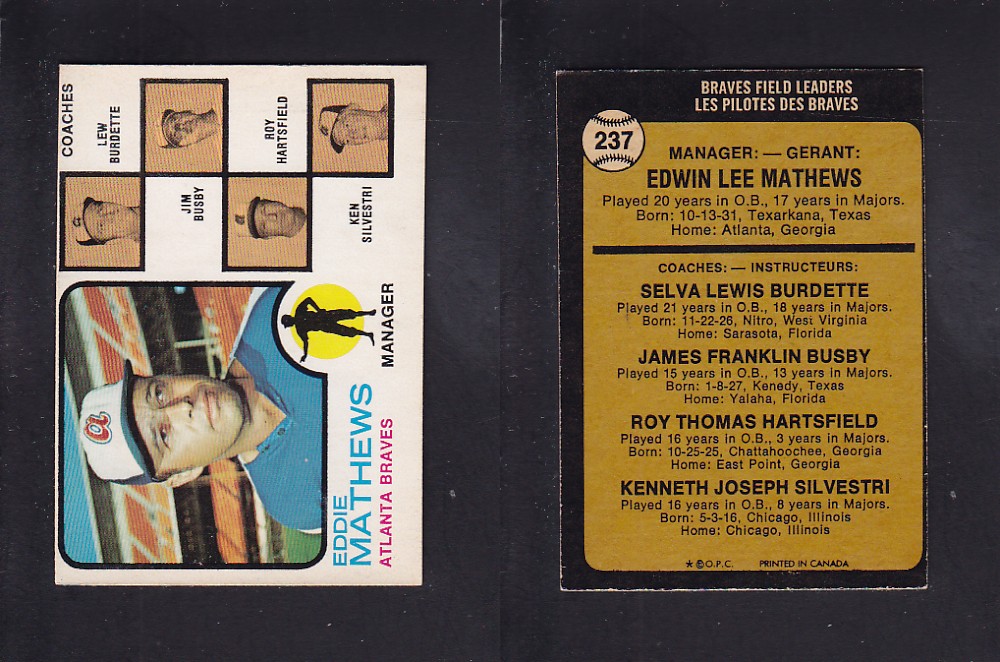 COACHES
LEW
BURDETTE
ROY
HARTSFIELD
JIM
BUSBY
KEN
SILVESTRI
a
MANAGER
EDDIE
MATHEWS
ATLANTA BRAVES
BRAVES FIELD LEADERS
LES PILOTES DES BRAVES
237
MANAGER: — GERANT:
EDWIN LEE MATHEWS
Played 20 years in O.B., 17 years in Majors.
Born: 10-13-31, Texarkana, Texas
Home: Atlanta, Georgia
COACHES: — INSTRUCTEURS:
SELVA LEWIS BURDETTE
Played 21 years in O.B., 18 years in Majors.
Born: 11-22-26, Nitro, West Virginia
Home: Sarasota, Florida
JAMES FRANKLIN BUSBY
Played 15 years in O.B., 13 years in Majors.
Born: 1-8-27, Kenedy, Texas
Home: Yalaha, Florida
ROY THOMAS HARTSFIELD
Played 16 years in O.B., 3 years in Majors.
Born: 10-25-25, Chattahoochee, Georgia
Home: East Point, Georgia
KENNETH JOSEPH SILVESTRI
Played 16 years in O.B., 8 years in Majors.
Born: 5-3-16, Chicago, Illinois
Home: Chicago, Illinois
* © O.P.C. PRINTED IN CANADA